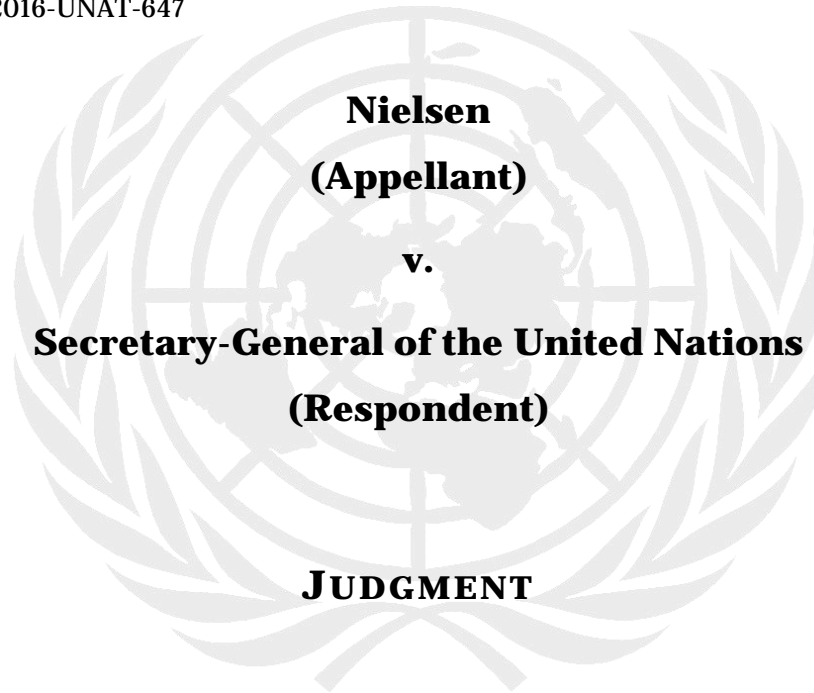 2016-UNAT-647
Nielsen
(Appellant)
v.
Secretary-General of the United Nations
(Respondent)
JUDGMENT